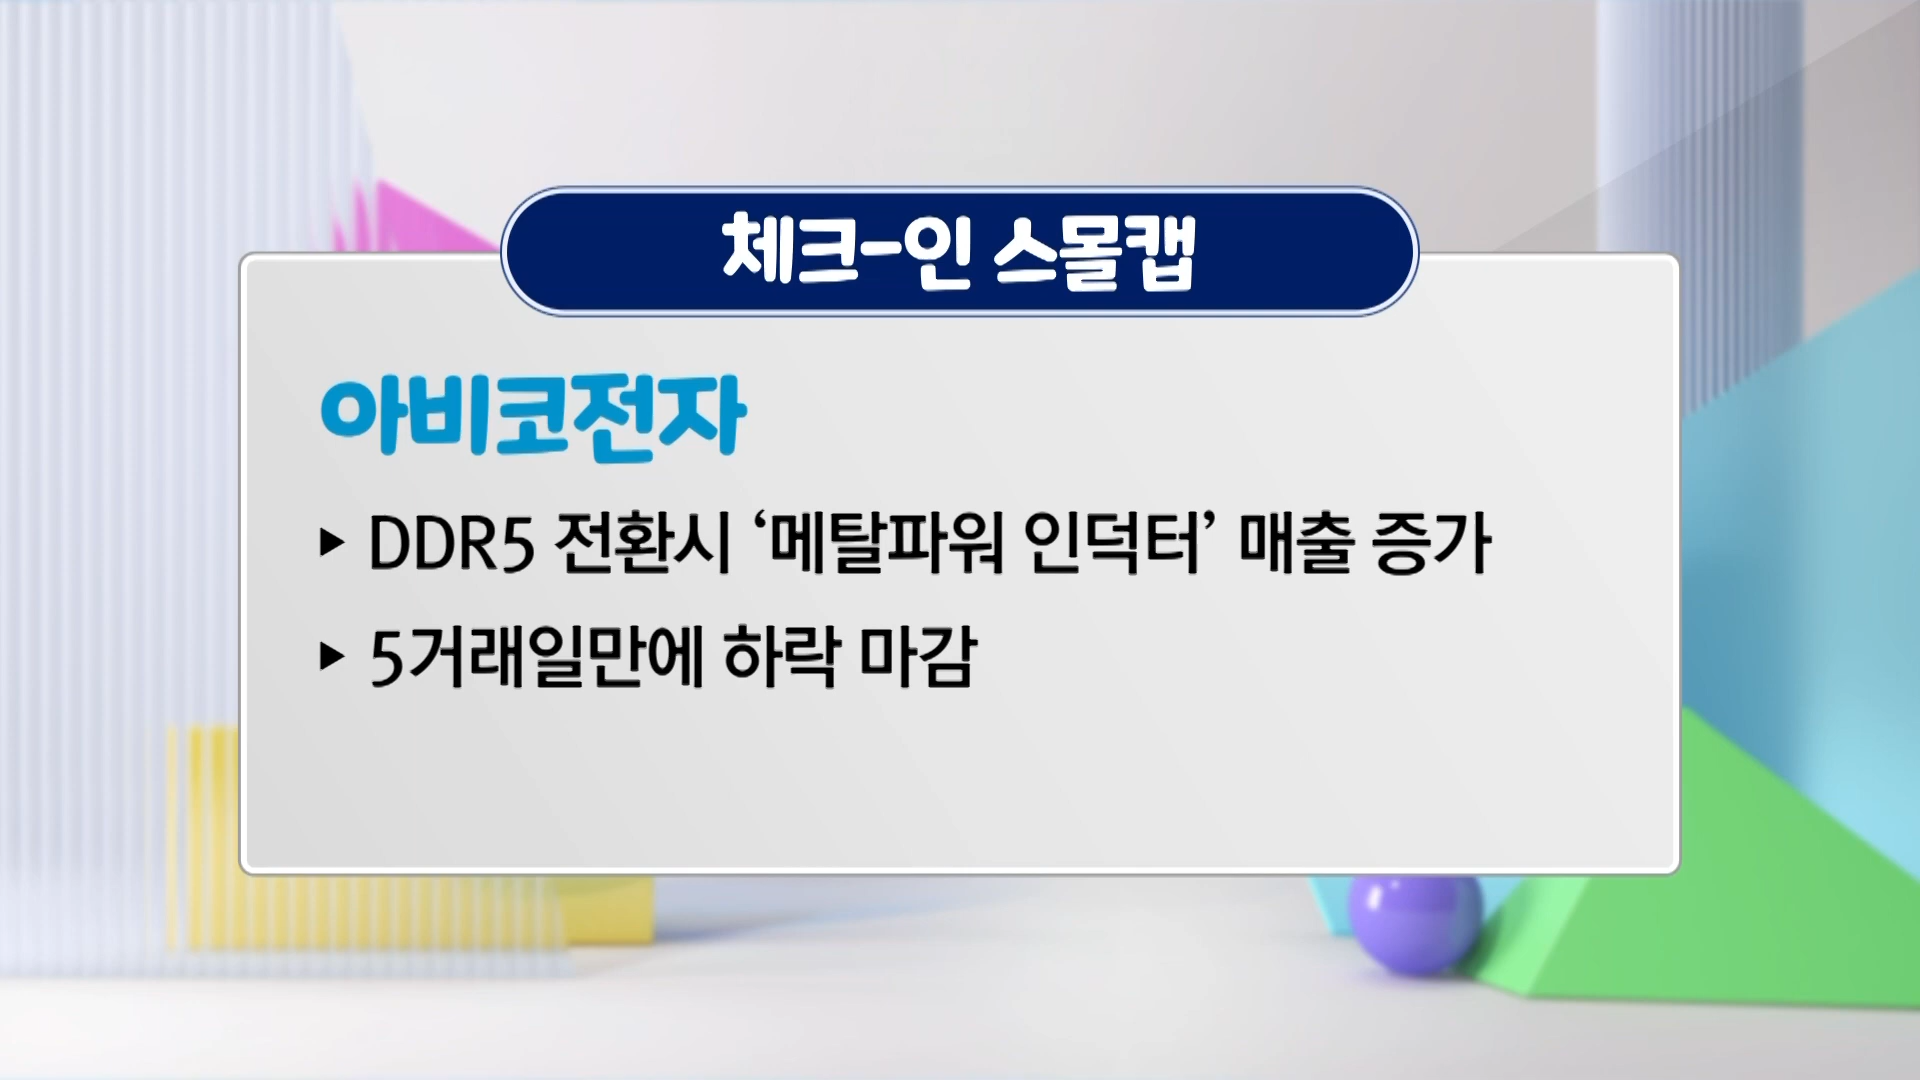 체크-인 스몰캡
아비코전자
▶ DDR5 전환시 ‘메탈파워 인덕터’ 매출 증가
▶ 5거래일만에 하락 마감